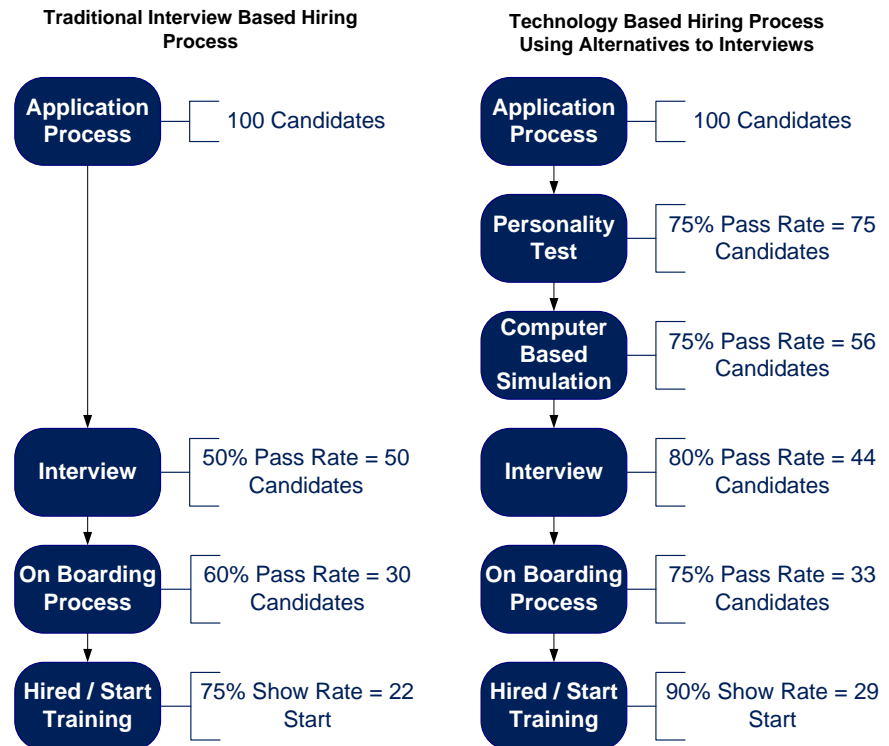 Traditional Interview Based Hiring
Process
Application
Process
100 Candidates
Interview
50% Pass Rate = 50
Candidates
On Boarding
Process
60% Pass Rate = 30
Candidates
Hired / Start
Training
75% Show Rate = 22
Start
Technology Based Hiring Process
Using Alternatives to Interviews
Application
Process
100 Candidates
Personality
Test
75% Pass Rate = 75
Candidates
Computer
Based
Simulation
75% Pass Rate = 56
Candidates
Interview
80% Pass Rate = 44
Candidates
On Boarding
Process
75% Pass Rate = 33
Candidates
Hired / Start
Training
90% Show Rate = 29
Start